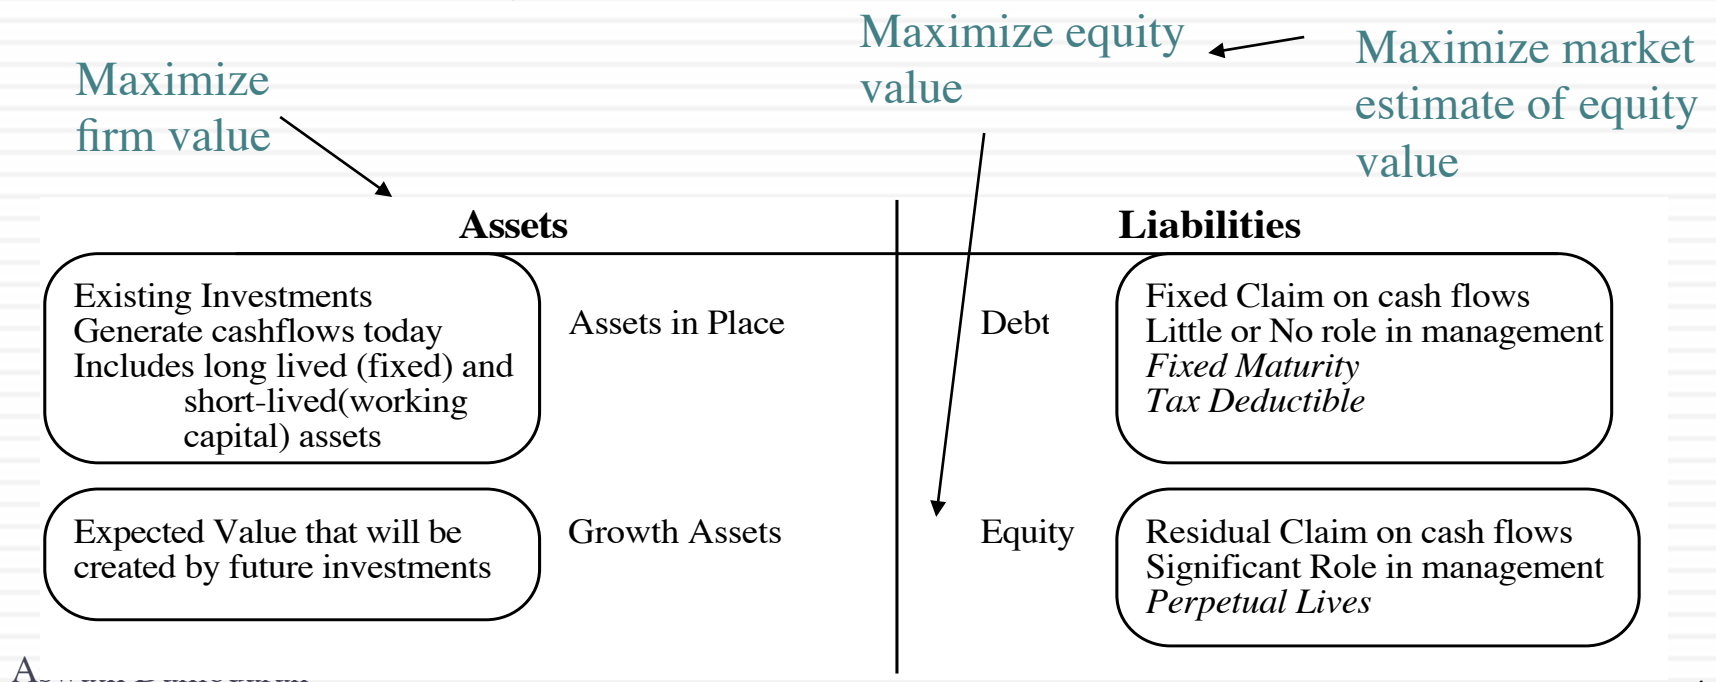 Maximize
firm value
Maximize equity
value
Maximize market
estimate of equity
value
Assets
Liabilities
Existing Investments
Generate cashflows today
Includes long lived (fixed) and
short-lived(working
capital) assets
Assets in Place
Debt
Fixed Claim on cash flows
Little or No role in management
Fixed Maturity
Tax Deductible
Expected Value that will be
created by future investments
Growth Assets
Equity
Residual Claim on cash flows
Significant Role in management
Perpetual Lives